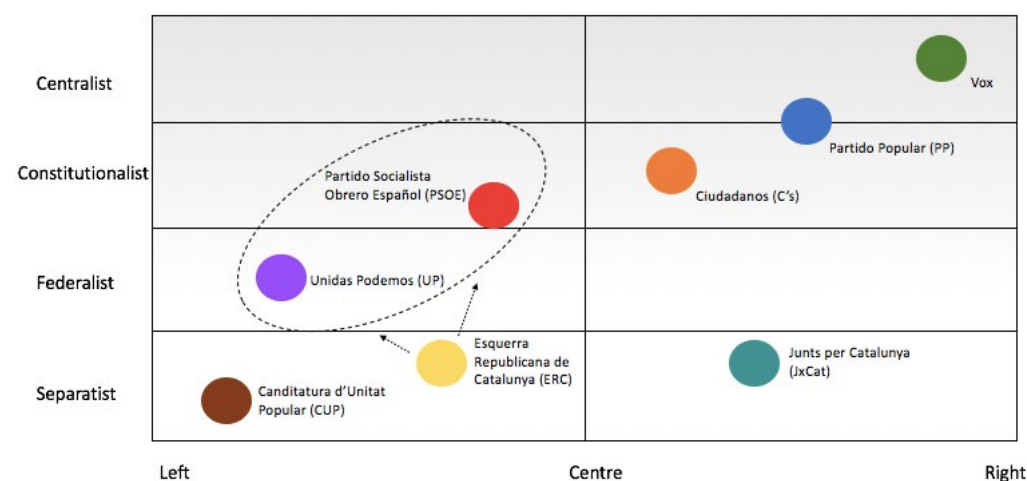 Centralist
Vox
Partido Popular (PP)
Constitutionalist
Partido Socialista
Obrero Español (PSOE)
Ciudadanos (C’s)
Federalist
Unidas Podemos (UP)
Esquerra
Republicana de
Catalunya (ERC)
Junts per Catalunya
(JxCat)
Separatist
Canditatura d’Unitat
Popular (CUP)
Left
Centre
Right